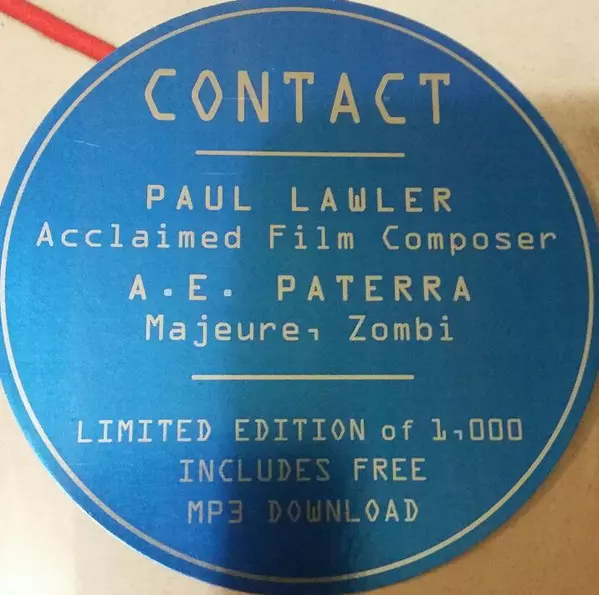 CONTACT
PAUL LAWLER
Acclaimed Film Composer
A.E. PATERRA
Majeure, Zombi
LIMITED EDITION of 1,000
INCLUDES FREE
MP3 DOWNLOAD